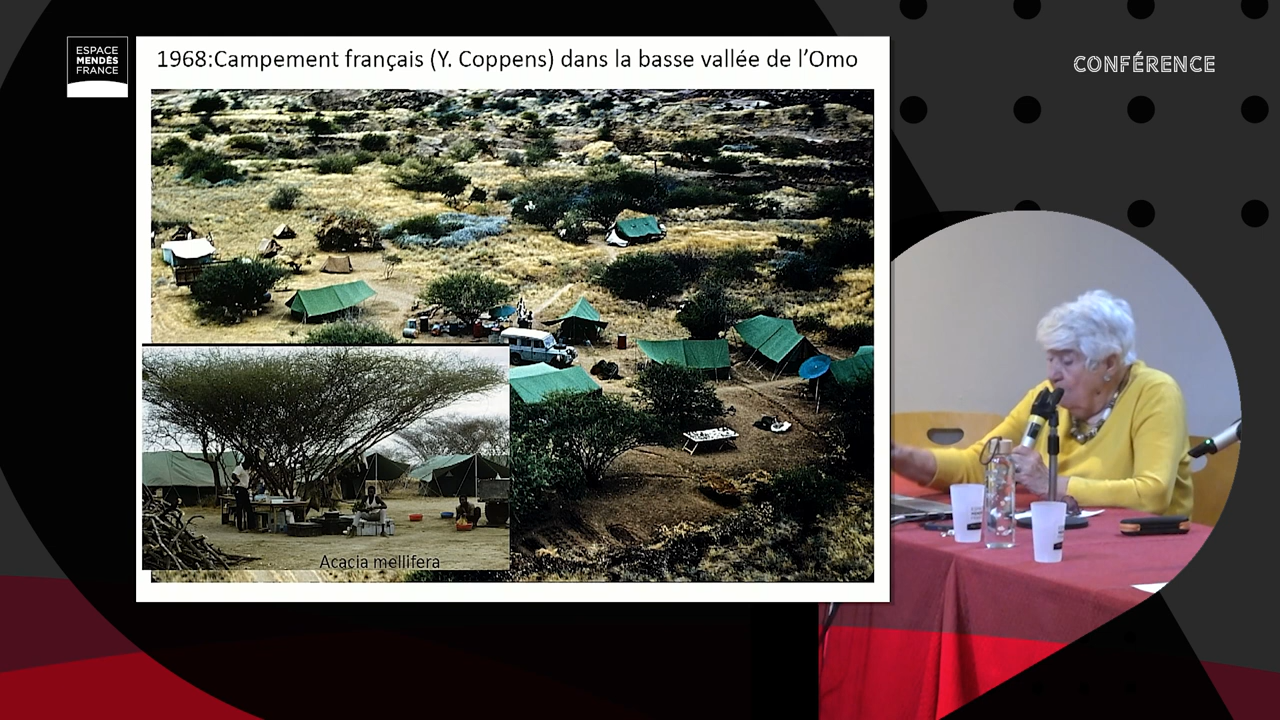 ESPACE
MENDÈS
FRANCE
1968:Campement français (Y. Coppens) dans la basse vallée de l’Omo
CONFÉRENCE
Acacia mellifera